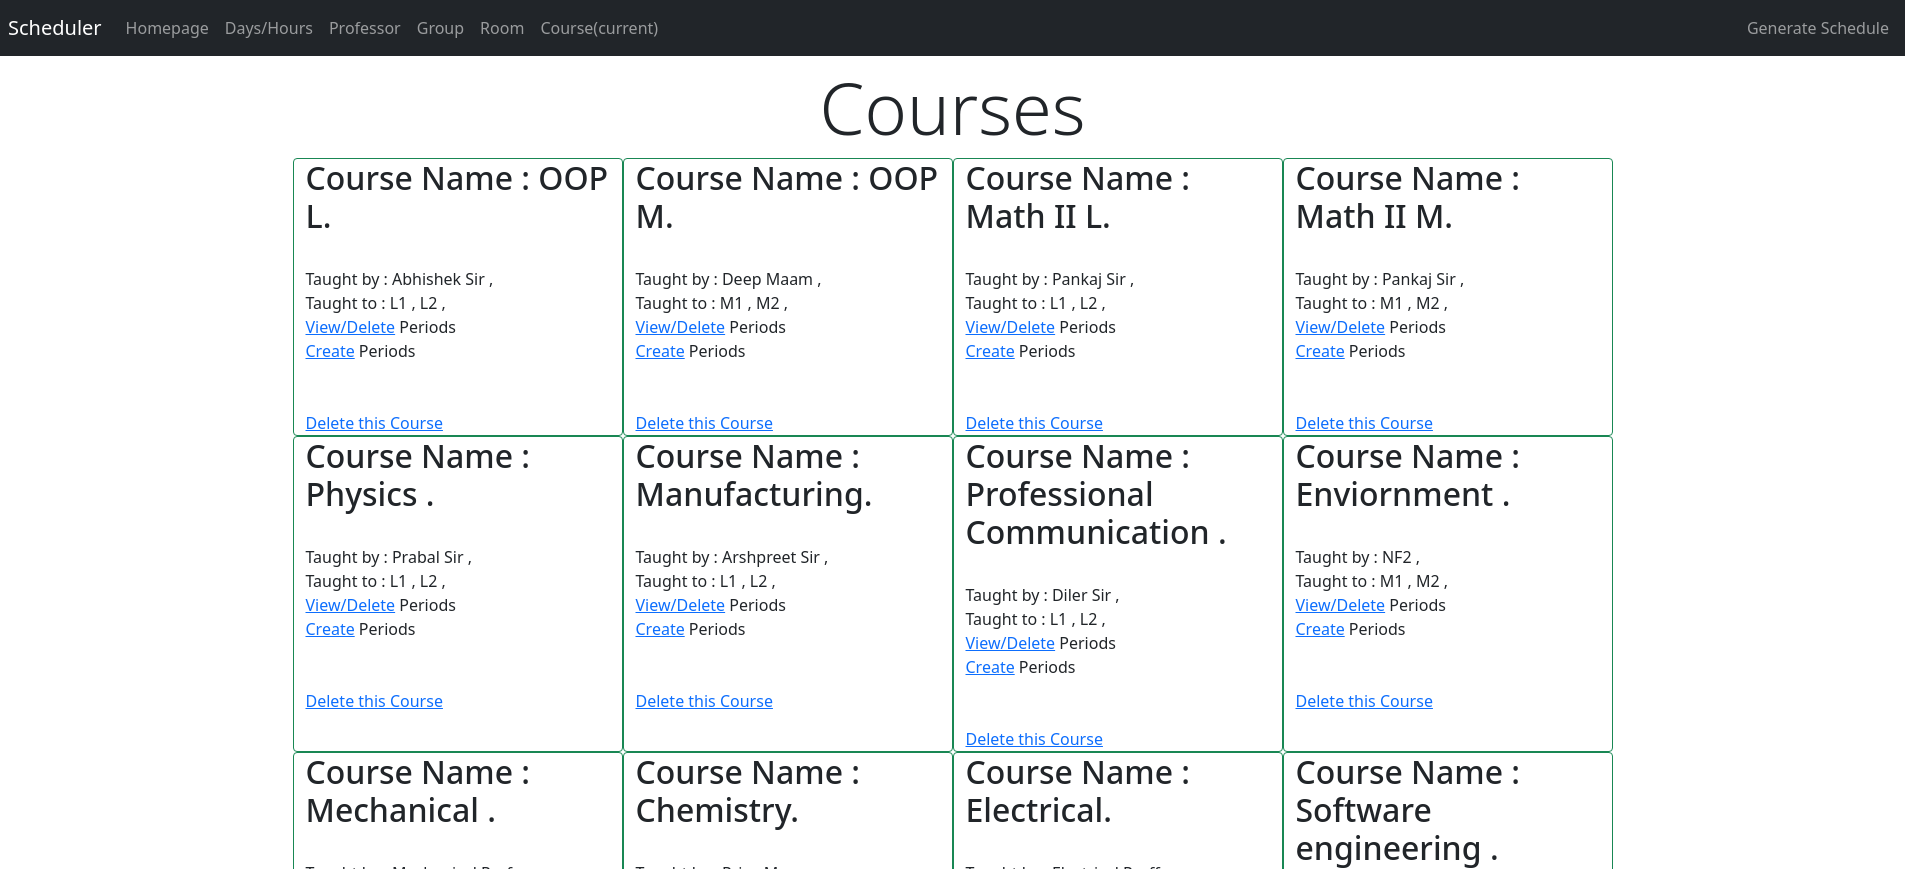 Scheduler Homepage Days/Hours Professor Group Room Course(current) Generate Schedule
Courses
Course Name : OOP
L.
Taught by : Abhishek Sir ,
Taught to : L1 , L2 ,
View/Delete Periods
Create Periods
Delete this Course
Course Name : OOP
M.
Taught by : Deep Maam ,
Taught to : M1 , M2 ,
View/Delete Periods
Create Periods
Delete this Course
Course Name :
Math II L.
Taught by : Pankaj Sir ,
Taught to : L1 , L2 ,
View/Delete Periods
Create Periods
Delete this Course
Course Name :
Math II M.
Taught by : Pankaj Sir ,
Taught to : M1 , M2 ,
View/Delete Periods
Create Periods
Delete this Course
Course Name :
Physics .
Taught by : Prabal Sir ,
Taught to : L1 , L2 ,
View/Delete Periods
Create Periods
Delete this Course
Course Name :
Manufacturing.
Taught by : Arshpreet Sir ,
Taught to : L1 , L2 ,
View/Delete Periods
Create Periods
Delete this Course
Course Name :
Professional
Communication .
Taught by : Diler Sir ,
Taught to : L1 , L2 ,
View/Delete Periods
Create Periods
Delete this Course
Course Name :
Enviornment .
Taught by : NF2 ,
Taught to : M1 , M2 ,
View/Delete Periods
Create Periods
Delete this Course
Course Name :
Mechanical .
Course Name :
Chemistry.
Course Name :
Electrical.
Course Name :
Software
engineering .